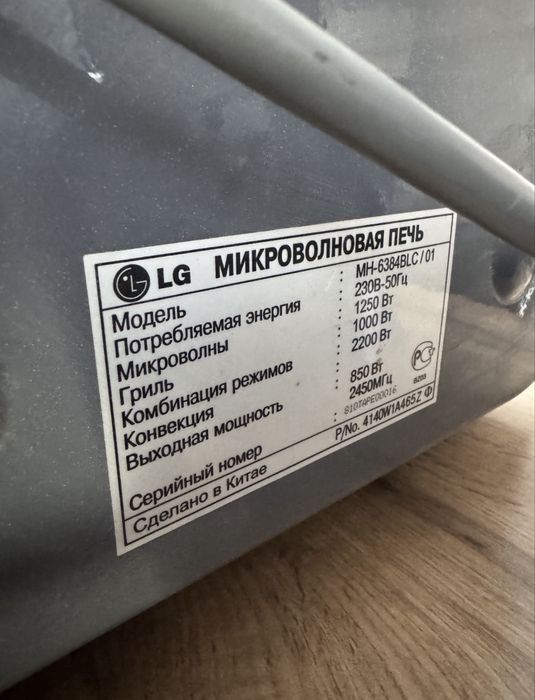 LG МИКРОВОЛНОВАЯ ПЕЧЬ
Модель : MH-6384BLC / 01
Потребляемая энергия : 230В-50Гц
Микроволны : 1250 Вт
Гриль : 1000 Вт
Комбинация режимов : 2200 Вт
Конвекция :
Выходная мощность : 850 Вт
2450МГц
Серийный номер : 810TAPE00016
Сделано в Китае P/No. 4140W1A465Z